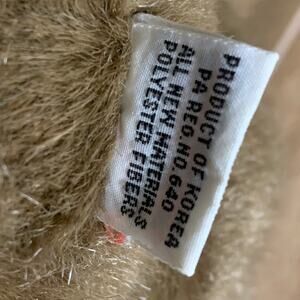 PRODUCT OF KOREA
PA REG.NO.640
ALL NEW MATERIALS
POLYESTER FIBERS